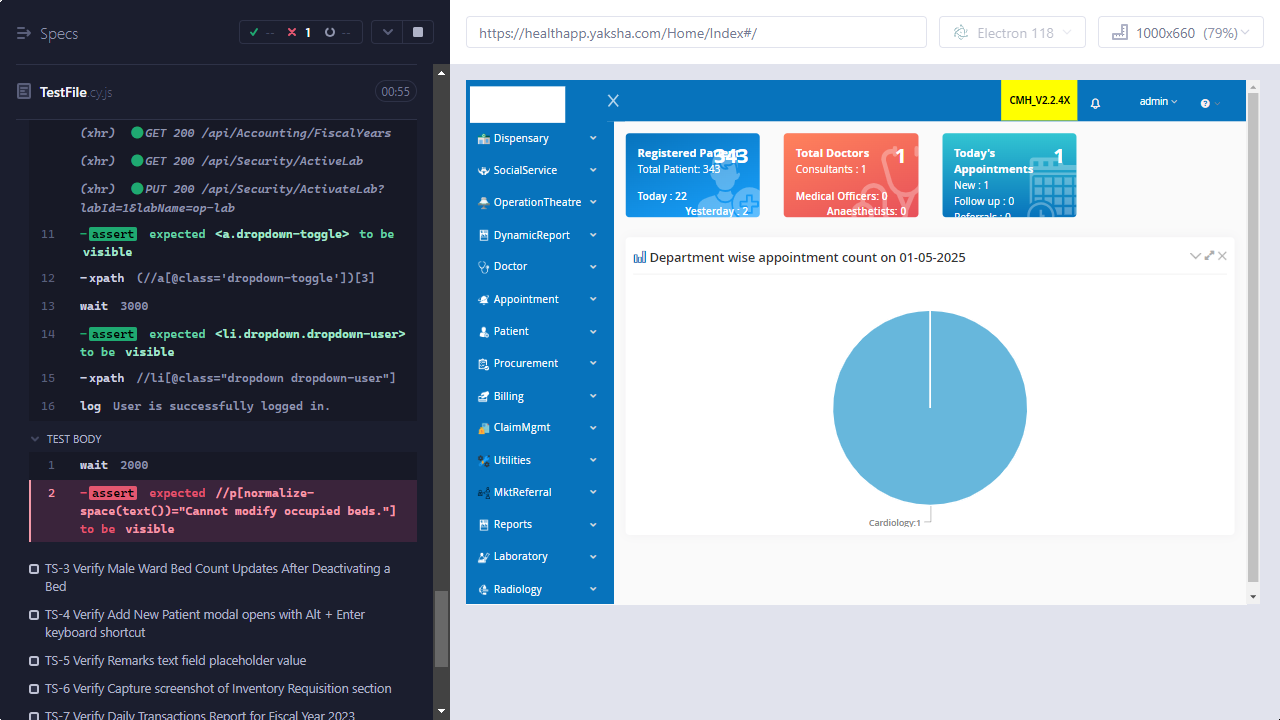 Specs
--
1
--
TestFile.cy.js
00:55
(xhr) GET 200 /api/Accounting/FiscalYears
(xhr) GET 200 /api/Security/ActiveLab
(xhr) PUT 200 /api/Security/ActivateLab?
labId=1&labName=op-lab
11 -assert expected <a.dropdown-toggle> to be
visible
12 -xpath (//a[@class='dropdown-toggle'])[3]
13 wait 3000
14 -assert expected <li.dropdown.dropdown-user>
to be visible
15 -xpath //li[@class="dropdown dropdown-user"]
16 log User is successfully logged in.
TEST BODY
1 wait 2000
2 -assert expected //p[normalize-
space(text())="Cannot modify occupied beds."]
to be visible
TS-3 Verify Male Ward Bed Count Updates After Deactivating a
Bed
TS-4 Verify Add New Patient modal opens with Alt + Enter
keyboard shortcut
TS-5 Verify Remarks text field placeholder value
TS-6 Verify Capture screenshot of Inventory Requisition section
TS-7 Verify Daily Transactions Report for Fiscal Year 2023
https://healthapp.yaksha.com/Home/Index#/
Electron 118
1000x660 (79%)
CMH_V2.2.4X
admin
Dispensary
SocialService
OperationTheatre
DynamicReport
Doctor
Appointment
Patient
Procurement
Billing
ClaimMgmt
Utilities
MktReferral
Reports
Laboratory
Radiology
Registered Patient
343
Total Patient: 343
Today : 22
Yesterday : 2
Total Doctors
1
Consultants : 1
Medical Officers: 0
Anaesthetists: 0
Today's
Appointments
1
New : 1
Follow up : 0
Referrals : 0
Department wise appointment count on 01-05-2025
Cardiology:1